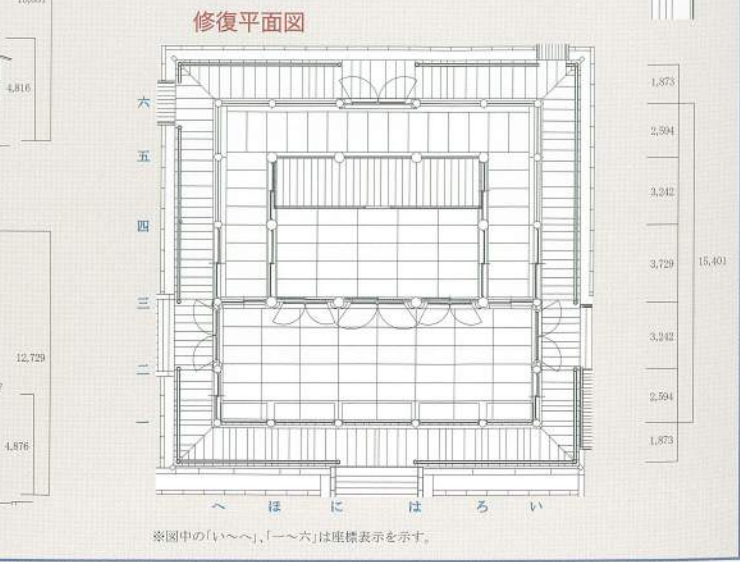 修復平面図
4,816
12,729
4,876
六
五
四
三
二
一
へ ほ に は ろ い
1,873
2,594
3,242
3,729
3,242
2,594
1,873
15,401
※図中の「い〜へ」、「一〜六」は座標表示を示す。